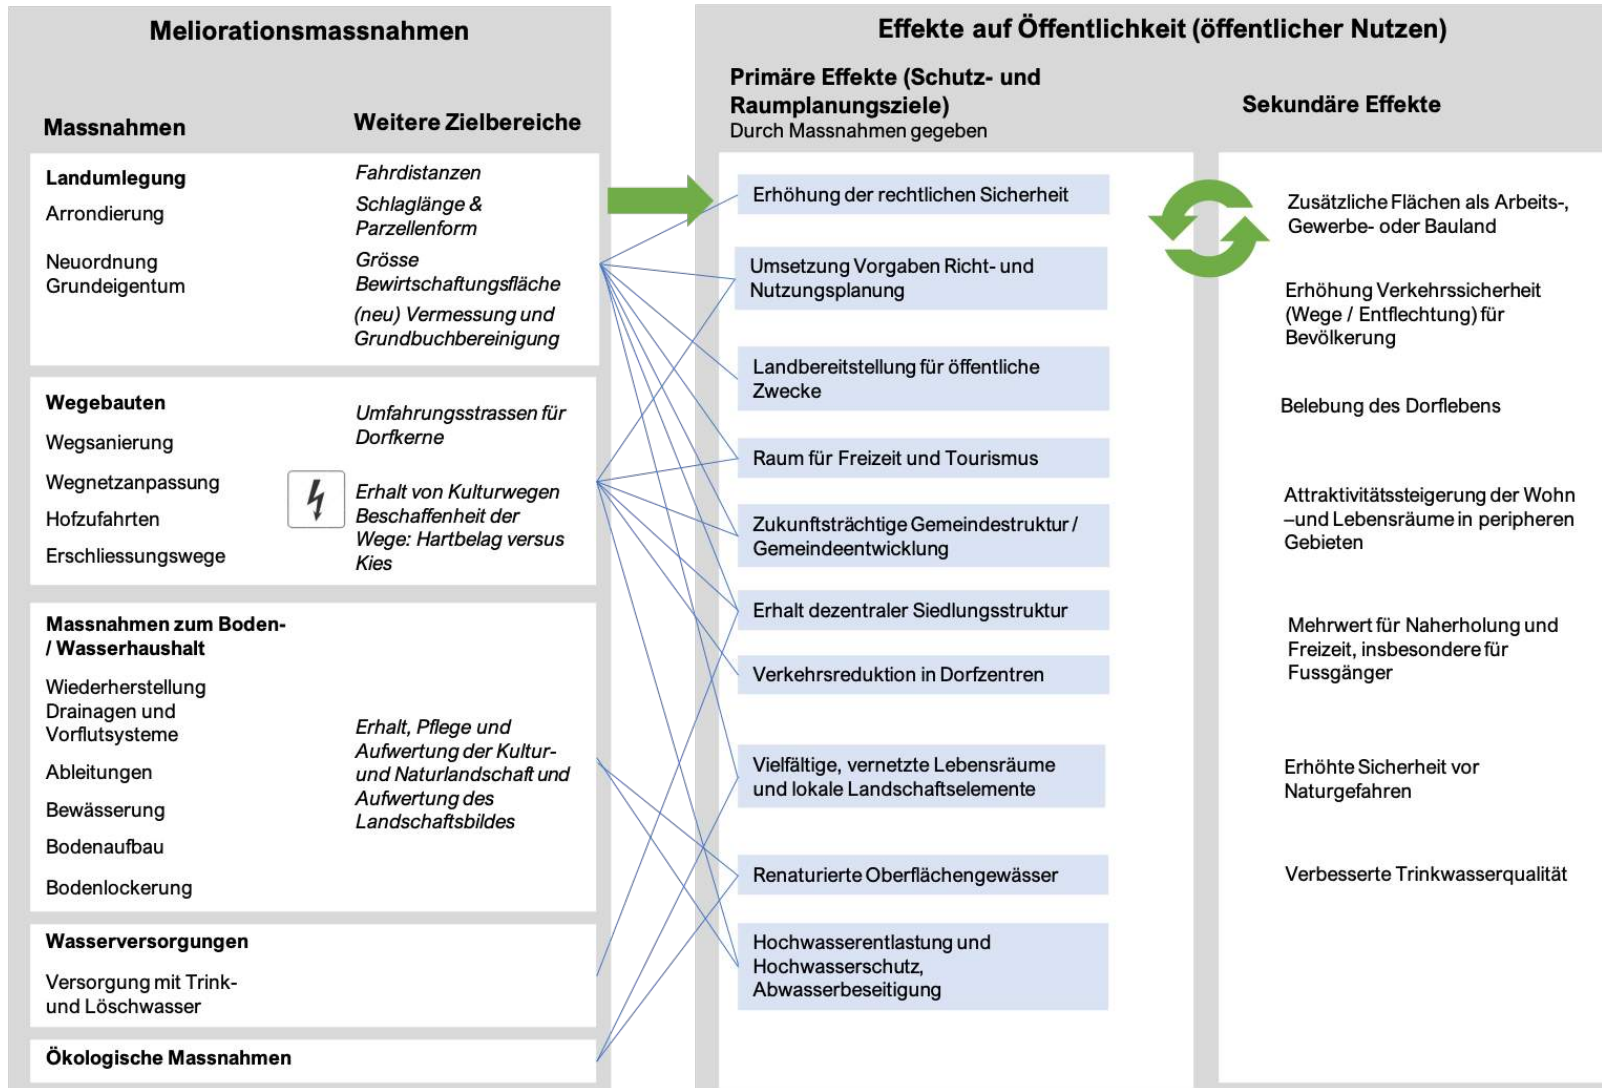 Meliorationsmassnahmen
Massnahmen
Weitere Zielbereiche
Landumlegung
Arrondierung
Neuordnung
Grundeigentum
Fahrdistanzen
Schlaglänge &
Parzellenform
Grösse
Bewirtschaftungsfläche
(neu) Vermessung und
Grundbuchbereinigung
Wegebauten
Wegsanierung
Wegnetzanpassung
Hofzufahrten
Erschliessungswege
Umfahrungsstrassen für
Dorfkerne
Erhalt von Kulturwegen
Beschaffenheit der
Wege: Hartbelag versus
Kies
Massnahmen zum Boden-
/ Wasserhaushalt
Wiederherstellung
Drainagen und
Vorflutsysteme
Ableitungen
Bewässerung
Bodenaufbau
Bodenlockerung
Erhalt, Pflege und
Aufwertung der Kultur-
und Naturlandschaft und
Aufwertung des
Landschaftsbildes
Wasserversorgungen
Versorgung mit Trink-
und Löschwasser
Ökologische Massnahmen
Effekte auf Öffentlichkeit (öffentlicher Nutzen)
Primäre Effekte (Schutz- und
Raumplanungsziele)
Durch Massnahmen gegeben
Erhöhung der rechtlichen Sicherheit
Umsetzung Vorgaben Richt- und
Nutzungsplanung
Landbereitstellung für öffentliche
Zwecke
Raum für Freizeit und Tourismus
Zukunftsträchtige Gemeindestruktur /
Gemeindeentwicklung
Erhalt dezentraler Siedlungsstruktur
Verkehrsreduktion in Dorfzentren
Vielfältige, vernetzte Lebensräume
und lokale Landschaftselemente
Renaturierte Oberflächengewässer
Hochwasserentlastung und
Hochwasserschutz,
Abwasserbeseitigung
Sekundäre Effekte
Zusätzliche Flächen als Arbeits-,
Gewerbe- oder Bauland
Erhöhung Verkehrssicherheit
(Wege / Entflechtung) für
Bevölkerung
Belebung des Dorflebens
Attraktivitätssteigerung der Wohn
–und Lebensräume in peripheren
Gebieten
Mehrwert für Naherholung und
Freizeit, insbesondere für
Fussgänger
Erhöhte Sicherheit vor
Naturgefahren
Verbesserte Trinkwasserqualität